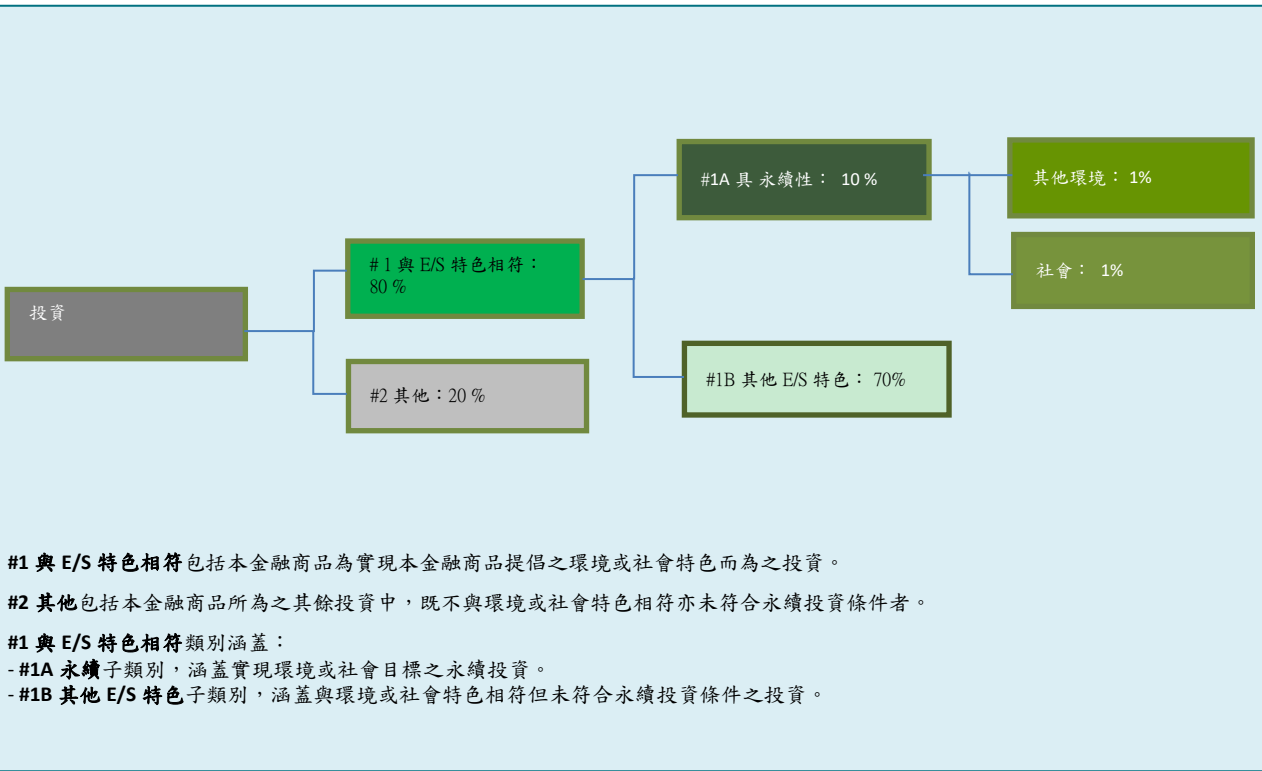 #1A 具 永續性： 10 %
其他環境：1%
# 1 與 E/S 特色相符：
80 %
社會： 1%
投資
#2 其他：20 %
#1B 其他 E/S 特色： 70%
#1 與 E/S 特色相符包括本金融商品為實現本金融商品提倡之環境或社會特色而為之投資。
#2 其他包括本金融商品所為之其餘投資中，既不與環境或社會特色相符亦未符合永續投資條件者。
#1 與 E/S 特色相符類別涵蓋：
- #1A 永續子類別，涵蓋實現環境或社會目標之永續投資。
- #1B 其他 E/S 特色子類別，涵蓋與環境或社會特色相符但未符合永續投資條件之投資。